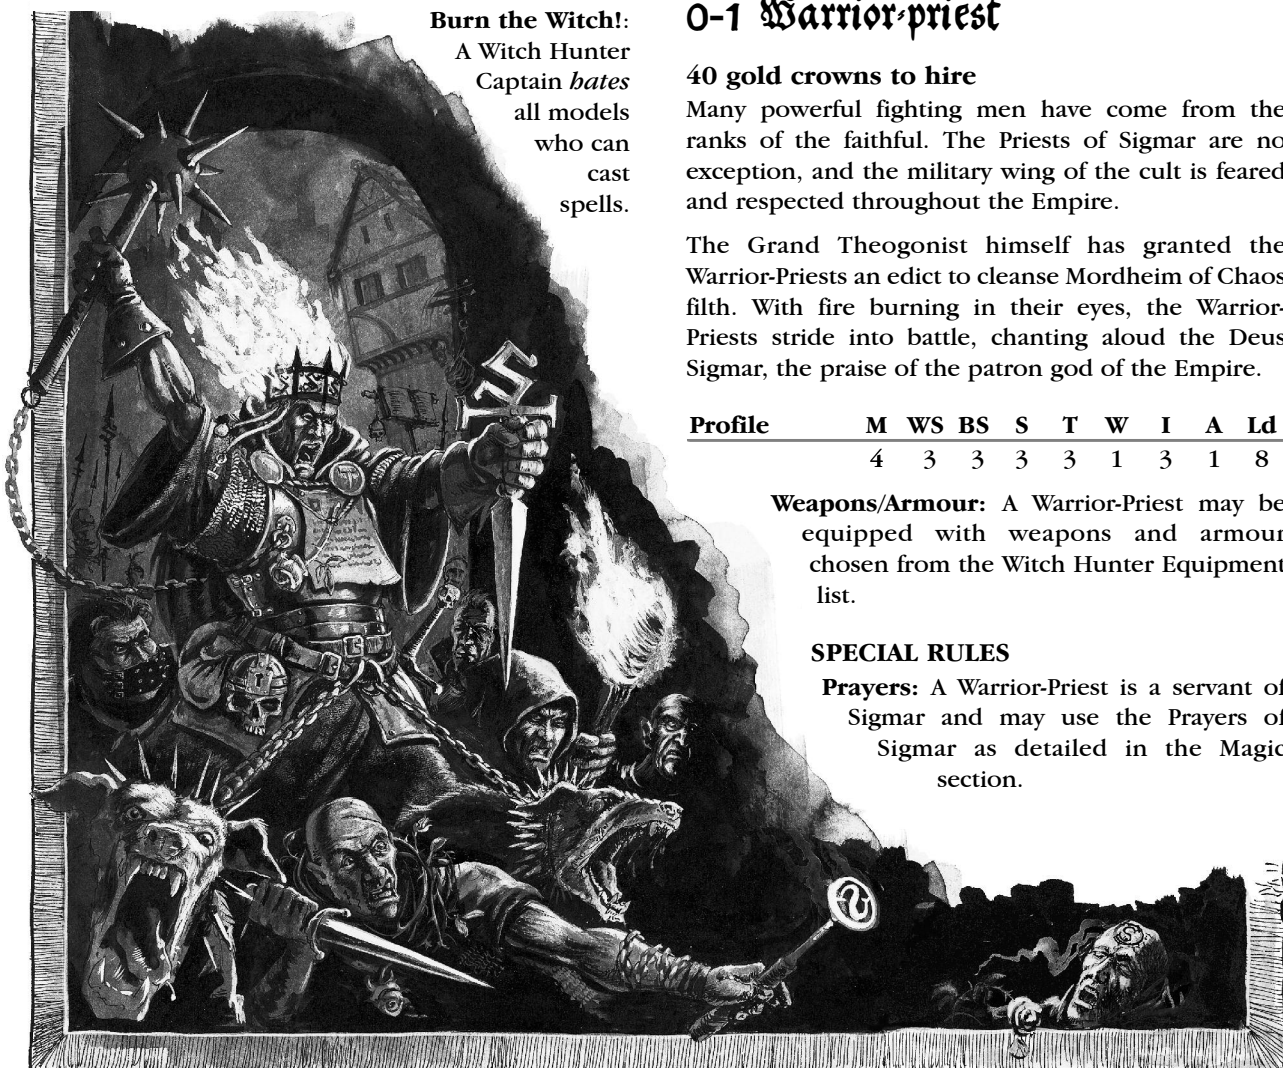 Burn the Witch!:
A Witch Hunter
Captain hates
all models
who can
cast
spells.
0-1 Warrior-priest
40 gold crowns to hire
Many powerful fighting men have come from the
ranks of the faithful. The Priests of Sigmar are no
exception, and the military wing of the cult is feared
and respected throughout the Empire.
The Grand Theogonist himself has granted the
Warrior-Priests an edict to cleanse Mordheim of Chaos
filth. With fire burning in their eyes, the Warrior-
Priests stride into battle, chanting aloud the Deus
Sigmar, the praise of the patron god of the Empire.
Profile M WS BS S T W I A Ld
4 3 3 3 3 1 3 1 8
Weapons/Armour: A Warrior-Priest may be
equipped with weapons and armour
chosen from the Witch Hunter Equipment
list.
SPECIAL RULES
Prayers: A Warrior-Priest is a servant of
Sigmar and may use the Prayers of
Sigmar as detailed in the Magic
section.